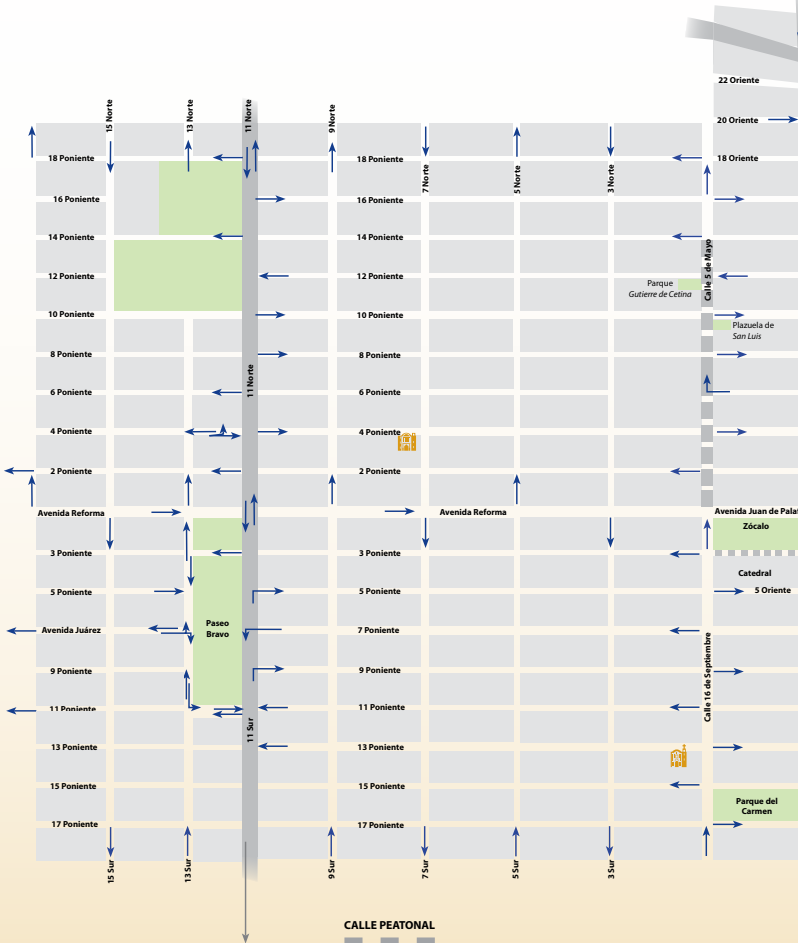 22 Oriente
15 Norte
13 Norte
11 Norte
9 Norte
20 Oriente
18 Poniente
18 Poniente
18 Oriente
7 Norte
5 Norte
3 Norte
16 Poniente
16 Poniente
14 Poniente
14 Poniente
Calle 5 de Mayo
12 Poniente
12 Poniente
Parque
Gutierre de Cetina
10 Poniente
10 Poniente
Plazuela de
San Luis
8 Poniente
8 Poniente
11 Norte
6 Poniente
6 Poniente
4 Poniente
4 Poniente
2 Poniente
2 Poniente
Avenida Reforma
Avenida Reforma
Avenida Juan de Palaf
Zócalo
3 Poniente
3 Poniente
Catedral
5 Poniente
5 Poniente
5 Oriente
Paseo
Bravo
Avenida Juárez
7 Poniente
Calle 16 de Septiembre
9 Poniente
9 Poniente
11 Poniente
11 Poniente
11 Sur
13 Poniente
13 Poniente
15 Poniente
15 Poniente
Parque del
Carmen
17 Poniente
17 Poniente
15 Sur
13 Sur
9 Sur
7 Sur
5 Sur
3 Sur
CALLE PEATONAL